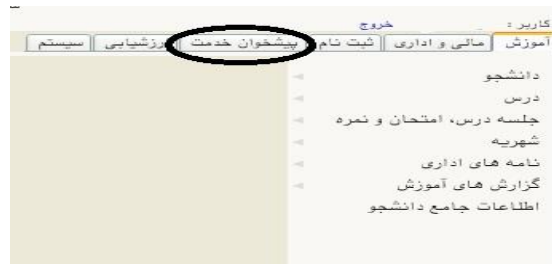 کاربر : خروج
آموزش مالی و اداری ثبت نام پیشخوان خدمت ارزشیابی سیستم
دانشجو
درس
جلسه درس، امتحان و نمره
شهریه
نامه های اداری
گزارش های آموزش
اطلاعات جامع دانشجو